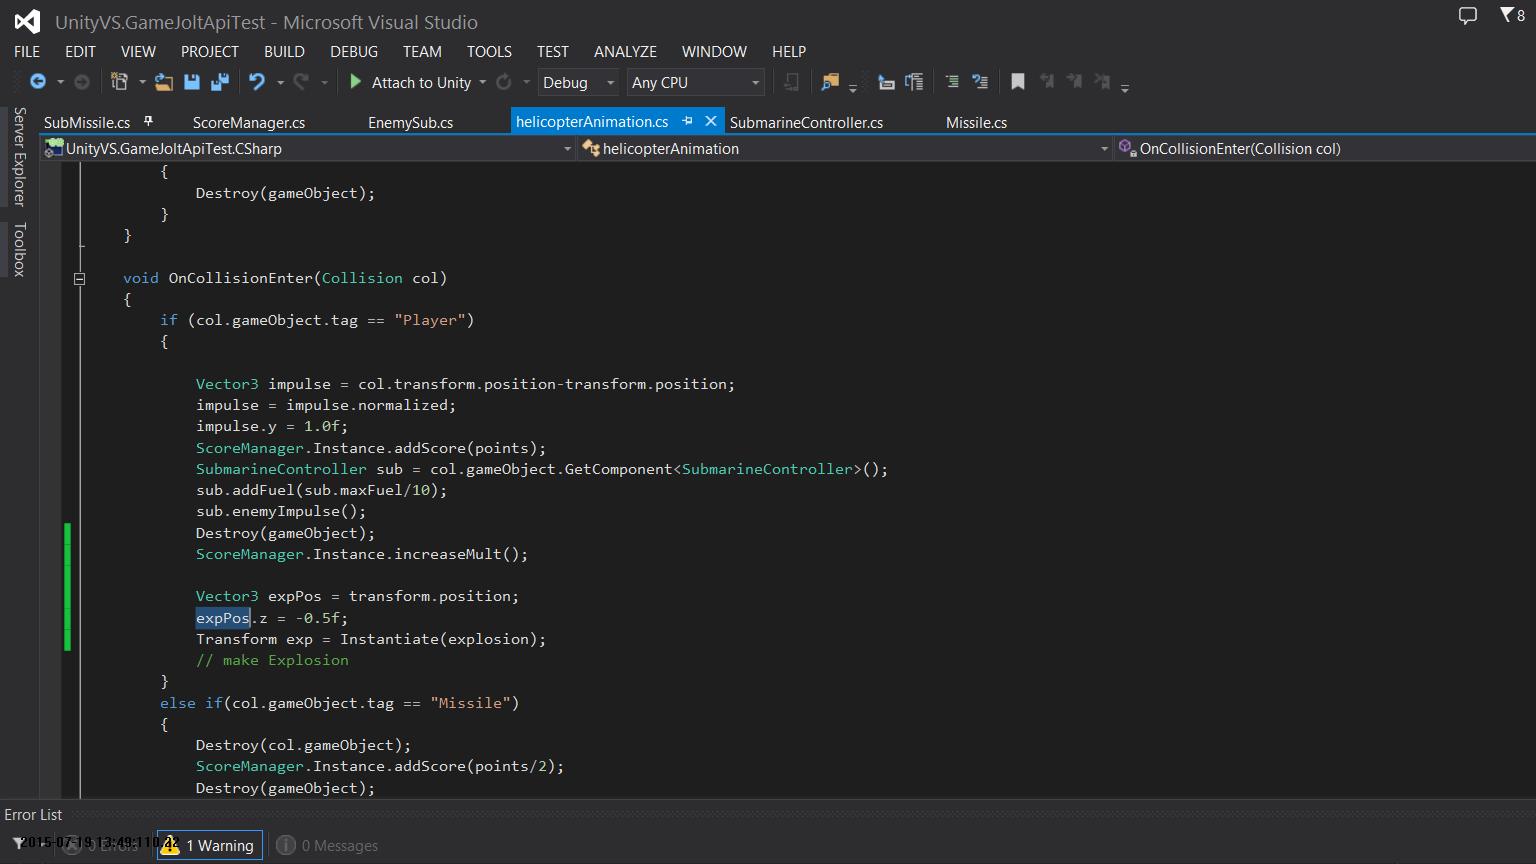 UnityVS.GameJoltApiTest - Microsoft Visual Studio
8
FILE EDIT VIEW PROJECT BUILD DEBUG TEAM TOOLS TEST ANALYZE WINDOW HELP
Attach to Unity Debug Any CPU
Server Explorer
Toolbox
SubMissile.cs ScoreManager.cs EnemySub.cs helicopterAnimation.cs SubmarineController.cs Missile.cs
UnityVS.GameJoltApiTest.CSharp helicopterAnimation OnCollisionEnter(Collision col)
{
Destroy(gameObject);
}
}
void OnCollisionEnter(Collision col)
{
if (col.gameObject.tag == "Player")
{
Vector3 impulse = col.transform.position-transform.position;
impulse = impulse.normalized;
impulse.y = 1.0f;
ScoreManager.Instance.addScore(points);
SubmarineController sub = col.gameObject.GetComponent<SubmarineController>();
sub.addFuel(sub.maxFuel/10);
sub.enemyImpulse();
Destroy(gameObject);
ScoreManager.Instance.increaseMult();
Vector3 expPos = transform.position;
expPos.z = -0.5f;
Transform exp = Instantiate(explosion);
// make Explosion
}
else if(col.gameObject.tag == "Missile")
{
Destroy(col.gameObject);
ScoreManager.Instance.addScore(points/2);
Destroy(gameObject);
Error List
0 Errors 1 Warning 0 Messages